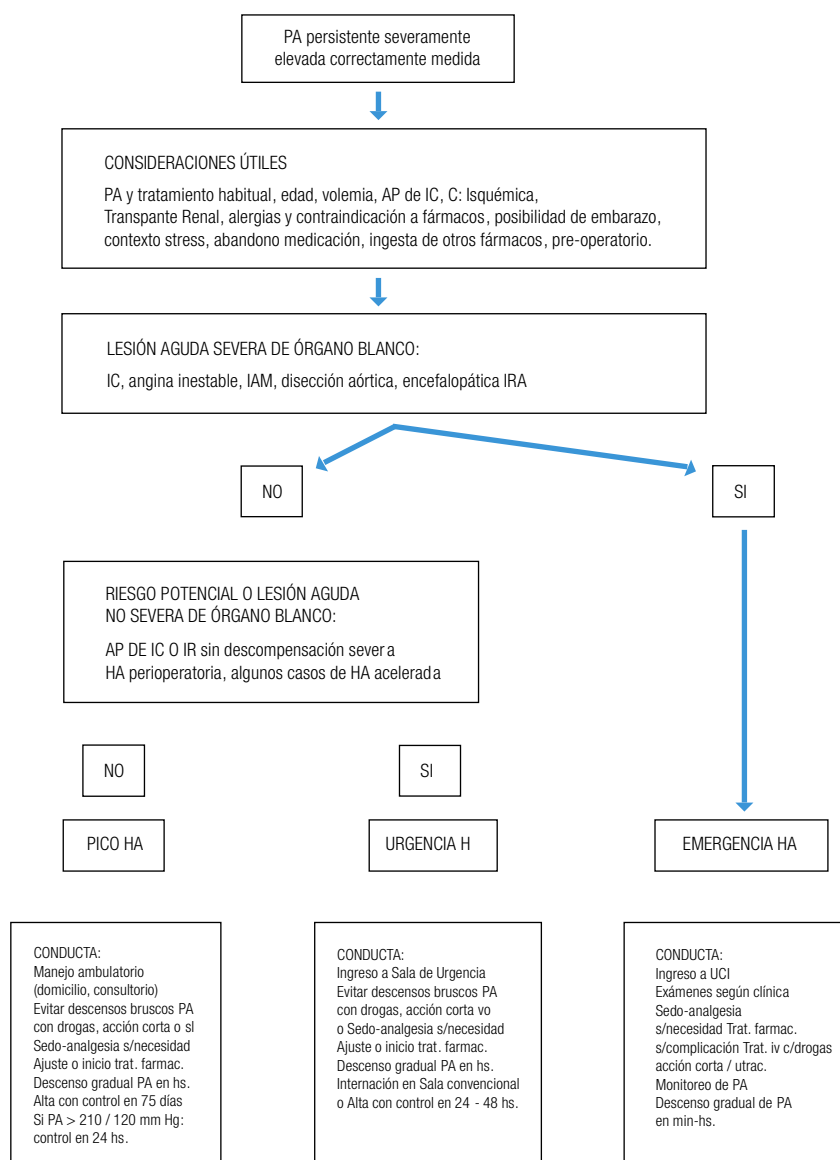 PA persistente severamente
elevada correctamente medida
CONSIDERACIONES ÚTILES
PA y tratamiento habitual, edad, volemia, AP de IC, C: Isquémica,
Transpante Renal, alergias y contraindicación a fármacos, posibilidad de embarazo,
contexto stress, abandono medicación, ingesta de otros fármacos, pre-operatorio.
LESIÓN AGUDA SEVERA DE ÓRGANO BLANCO:
IC, angina inestable, IAM, disección aórtica, encefalopática IRA
NO
SI
RIESGO POTENCIAL O LESIÓN AGUDA
NO SEVERA DE ÓRGANO BLANCO:
AP DE IC O IR sin descompensación severa
HA perioperatoria, algunos casos de HA acelerada
NO
SI
PICO HA
URGENCIA H
EMERGENCIA HA
CONDUCTA:
Manejo ambulatorio
(domicilio, consultorio)
Evitar descensos bruscos PA
con drogas, acción corta o sl
Sedo-analgesia s/necesidad
Ajuste o inicio trat. farmac.
Descenso gradual PA en hs.
Alta con control en 75 días
Si PA > 210 / 120 mm Hg:
control en 24 hs.
CONDUCTA:
Ingreso a Sala de Urgencia
Evitar descensos bruscos PA
con drogas, acción corta vo
o Sedo-analgesia s/necesidad
Ajuste o inicio trat. farmac.
Descenso gradual PA en hs.
Internación en Sala convencional
o Alta con control en 24 - 48 hs.
CONDUCTA:
Ingreso a UCI
Exámenes según clínica
Sedo-analgesia
s/necesidad Trat. farmac.
s/complicación Trat. iv c/drogas
acción corta / utrac.
Monitoreo de PA
Descenso gradual de PA
en min-hs.